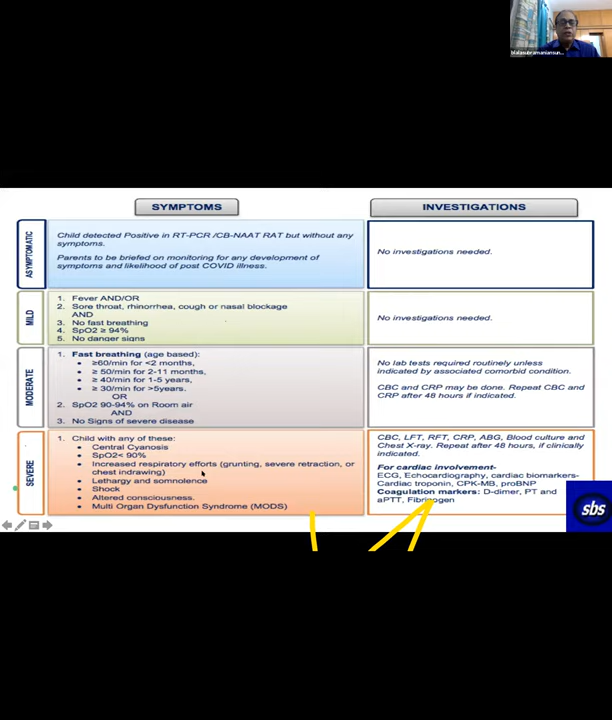 SYMPTOMS
INVESTIGATIONS
ASYMPTOMATIC
Child detected Positive in RT-PCR /CB-NAAT RAT but without any
symptoms.
Parents to be briefed on monitoring for any development of
symptoms and likelihood of post COVID illness.
No investigations needed.
MILD
1. Fever AND/OR
2. Sore throat, rhinorrhea, cough or nasal blockage
AND
3. No fast breathing
4. SpO2 ≥ 94%
5. No danger signs
No investigations needed.
MODERATE
1. Fast breathing (age based):
• ≥60/min for <2 months,
• ≥ 50/min for 2-11 months,
• ≥ 40/min for 1-5 years,
• ≥ 30/min for >5years.
OR
2. SpO2 90-94% on Room air
AND
3. No Signs of severe disease
No lab tests required routinely unless
indicated by associated comorbid condition.
CBC and CRP may be done. Repeat CBC and
CRP after 48 hours if indicated.
SEVERE
1. Child with any of these:
• Central Cyanosis
• SpO2< 90%
• Increased respiratory efforts (grunting, severe retraction, or
chest indrawing)
• Lethargy and somnolence
• Shock
• Altered consciousness.
• Multi Organ Dysfunction Syndrome (MODS)
CBC, LFT, RFT, CRP, ABG, Blood culture and
Chest X-ray. Repeat after 48 hours, if clinically
indicated.
For cardiac involvement-
ECG, Echocardiography, cardiac biomarkers-
Cardiac troponin, CPK-MB, proBNP
Coagulation markers: D-dimer, PT and
aPTT, Fibrinogen
sbs